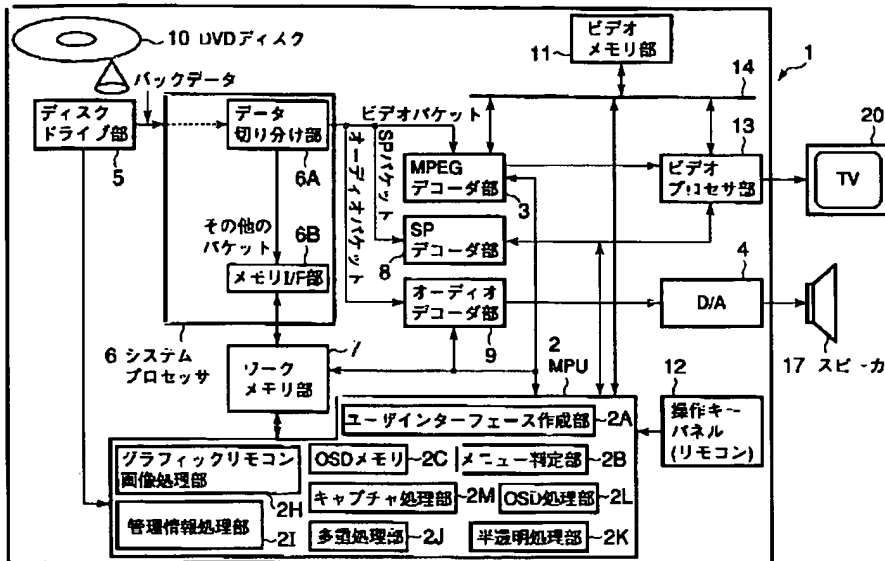 10 DVDディスク
パックデータ
ディスク
ドライブ部
5
データ
切り分け部
6A
ビデオパケット
SPパケット
オーディオパケット
その他の
パケット
6B
メモリI/F部
6 システム
プロセッサ
ビデオ
メモリ部
11
14
1
MPEG
デコーダ部
3
SP
デコーダ部
8
オーディオ
デコーダ部
9
13
ビデオ
プロセサ部
20
TV
4
D/A
17 スピーカ
7
ワーク
メモリ部
2
MPU
12
操作キー
パネル
(リモコン)
ユーザインターフェース作成部
2A
グラフィックリモコン
画像処理部
2H
OSDメモリ
2C
メニュー判定部
2B
キャプチャ処理部
2M
OSD処理部
2L
管理情報処理部
2I
多重処理部
2J
半透明処理部
2K